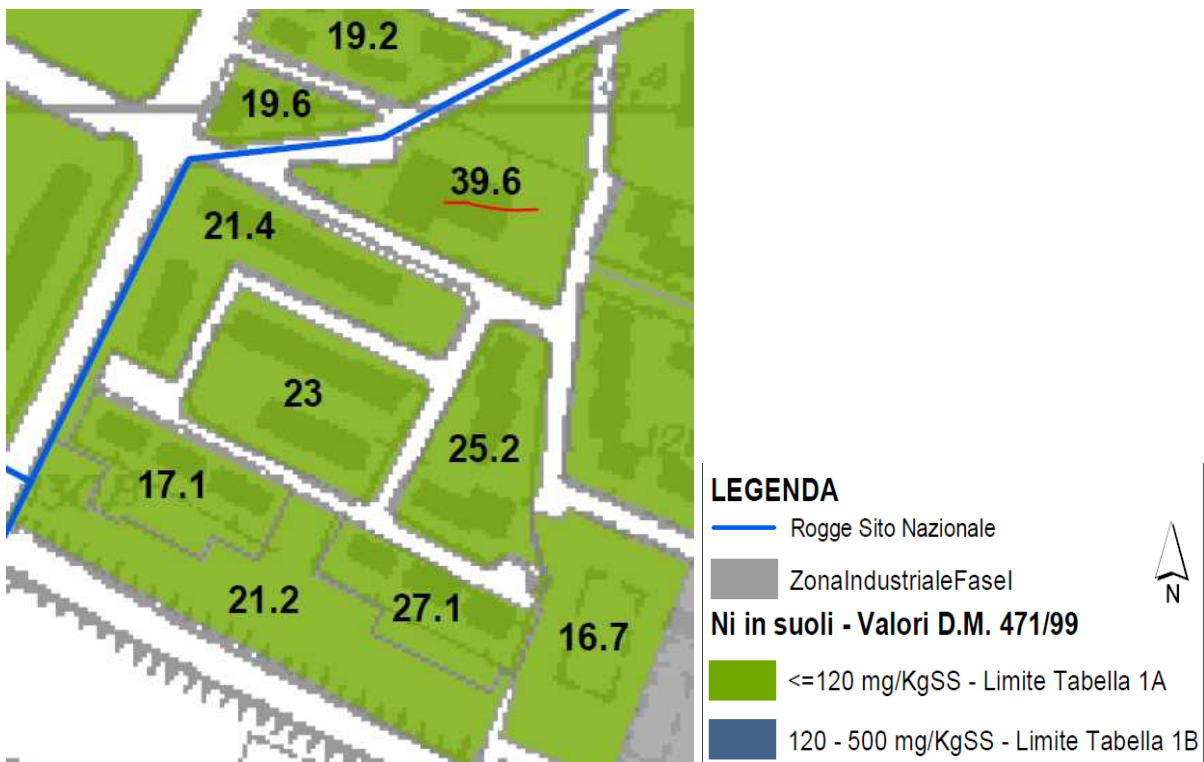 19.2
19.6
39.6
21.4
23
25.2
17.1
21.2
27.1
16.7
LEGENDA
Rogge Sito Nazionale
ZonaIndustrialeFaseI
N
Ni in suoli - Valori D.M. 471/99
<=120 mg/KgSS - Limite Tabella 1A
120 - 500 mg/KgSS - Limite Tabella 1B